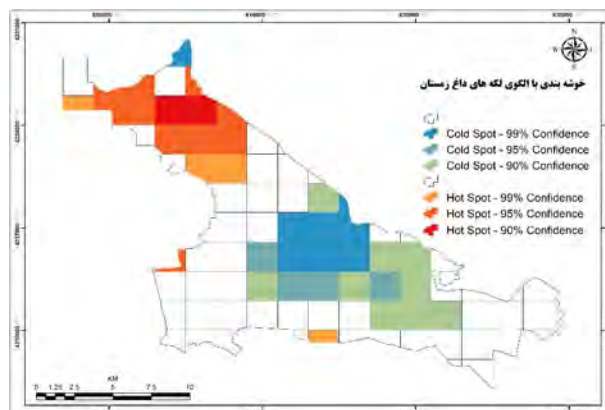 N
W
E
S
خوشه بندی با الگوی لکه های داغ زمستان
Cold Spot - 99% Confidence
Cold Spot - 95% Confidence
Cold Spot - 90% Confidence
Hot Spot - 99% Confidence
Hot Spot - 95% Confidence
Hot Spot - 90% Confidence
0 1.25 2.5 5 7.5 10
KM